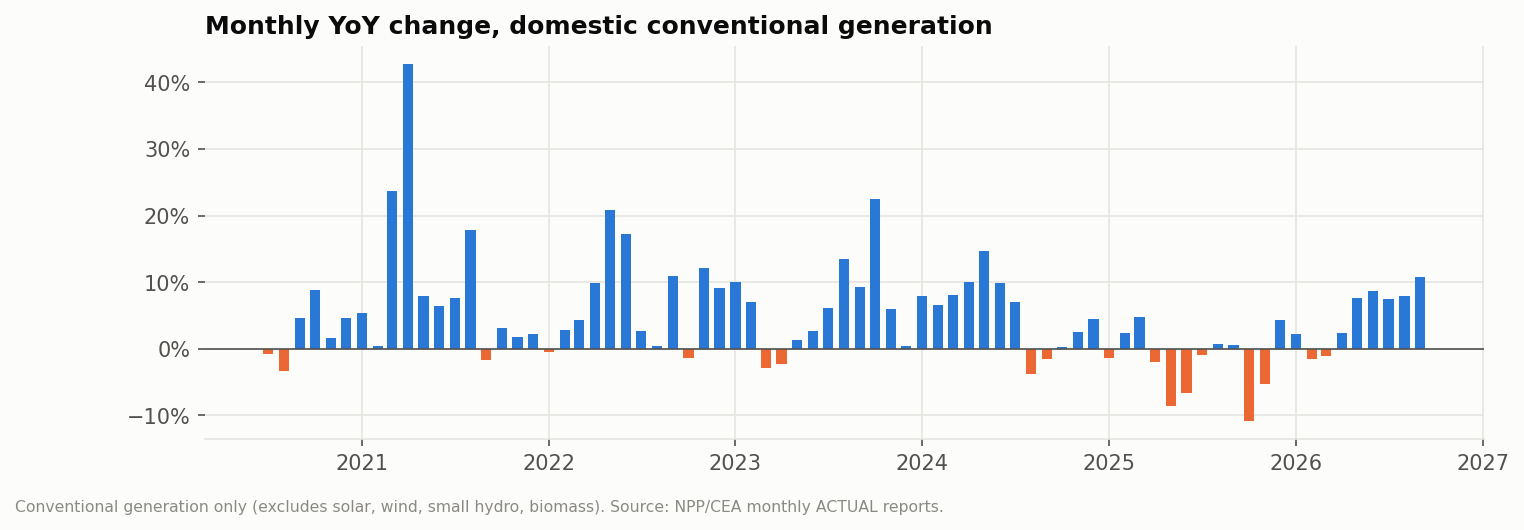 Monthly YoY change, domestic conventional generation
40%
30%
20%
10%
0%
−10%
2021 2022 2023 2024 2025 2026 2027
Conventional generation only (excludes solar, wind, small hydro, biomass). Source: NPP/CEA monthly ACTUAL reports.